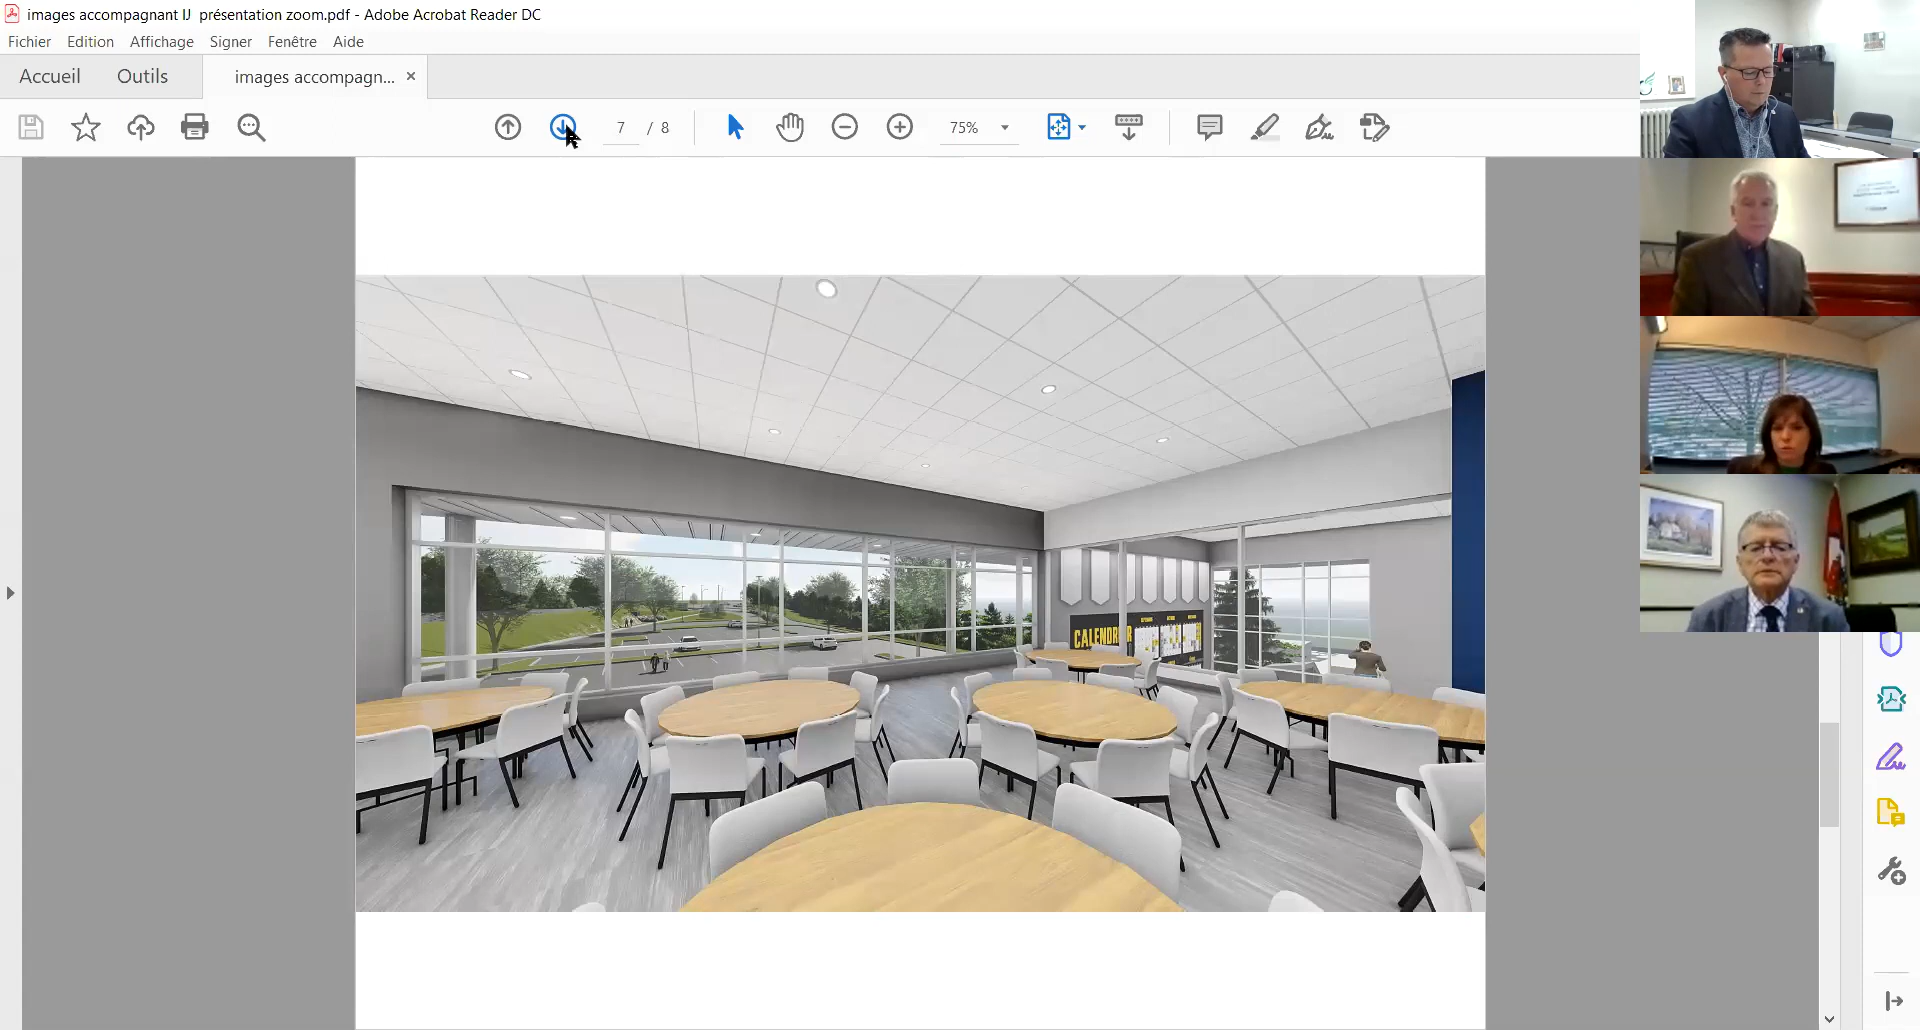 images accompagnant IJ  présentation zoom.pdf - Adobe Acrobat Reader DC
Fichier Edition Affichage Signer Fenêtre Aide
Accueil Outils images accompagn... ×
7 / 8 75%
CALENDRIER